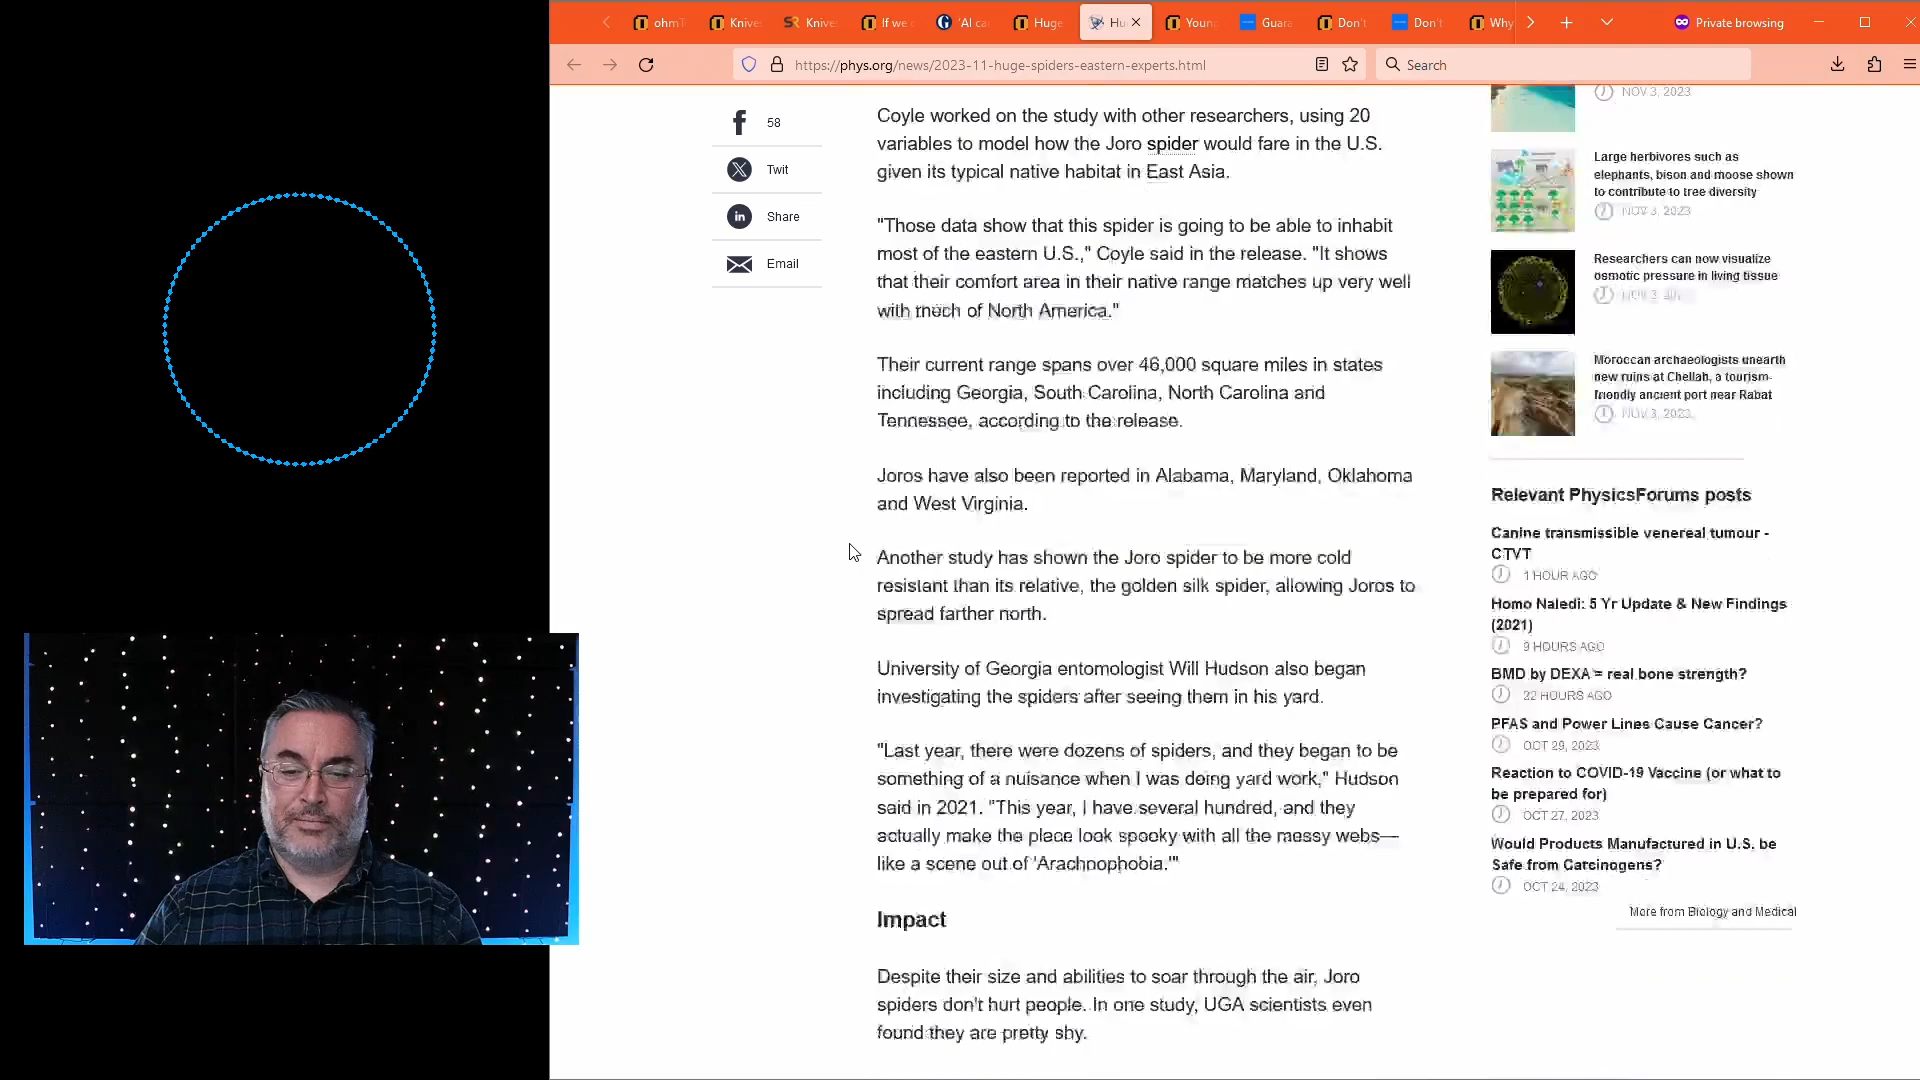 ohmT
Knives
Knives
If we c
'AI ca
Huge
Hu
Young
Guara
Don't
Don't
Why
Private browsing
https://phys.org/news/2023-11-huge-spiders-eastern-experts.html
Search
58
Twit
Share
Email
Coyle worked on the study with other researchers, using 20
variables to model how the Joro spider would fare in the U.S.
given its typical native habitat in East Asia.
"Those data show that this spider is going to be able to inhabit
most of the eastern U.S.," Coyle said in the release. "It shows
that their comfort area in their native range matches up very well
with much of North America."
Their current range spans over 46,000 square miles in states
including Georgia, South Carolina, North Carolina and
Tennessee, according to the release.
Joros have also been reported in Alabama, Maryland, Oklahoma
and West Virginia.
Another study has shown the Joro spider to be more cold
resistant than its relative, the golden silk spider, allowing Joros to
spread farther north.
University of Georgia entomologist Will Hudson also began
investigating the spiders after seeing them in his yard.
"Last year, there were dozens of spiders, and they began to be
something of a nuisance when I was doing yard work," Hudson
said in 2021. "This year, I have several hundred, and they
actually make the place look spooky with all the messy webs—
like a scene out of 'Arachnophobia.'"
Impact
Despite their size and abilities to soar through the air, Joro
spiders don't hurt people. In one study, UGA scientists even
found they are pretty shy.
NOV 3, 2023
Large herbivores such as
elephants, bison and moose shown
to contribute to tree diversity
NOV 3, 2023
Researchers can now visualize
osmotic pressure in living tissue
NOV 3,
Moroccan archaeologists unearth
new ruins at Chellah, a tourism-
friendly ancient port near Rabat
NOV 3, 2023
Relevant PhysicsForums posts
Canine transmissible venereal tumour -
CTVT
1 HOUR AGO
Homo Naledi: 5 Yr Update & New Findings
(2021)
9 HOURS AGO
BMD by DEXA = real bone strength?
22 HOURS AGO
PFAS and Power Lines Cause Cancer?
OCT 29, 2023
Reaction to COVID-19 Vaccine (or what to
be prepared for)
OCT 27, 2023
Would Products Manufactured in U.S. be
Safe from Carcinogens?
OCT 24, 2023
More from Biology and Medical